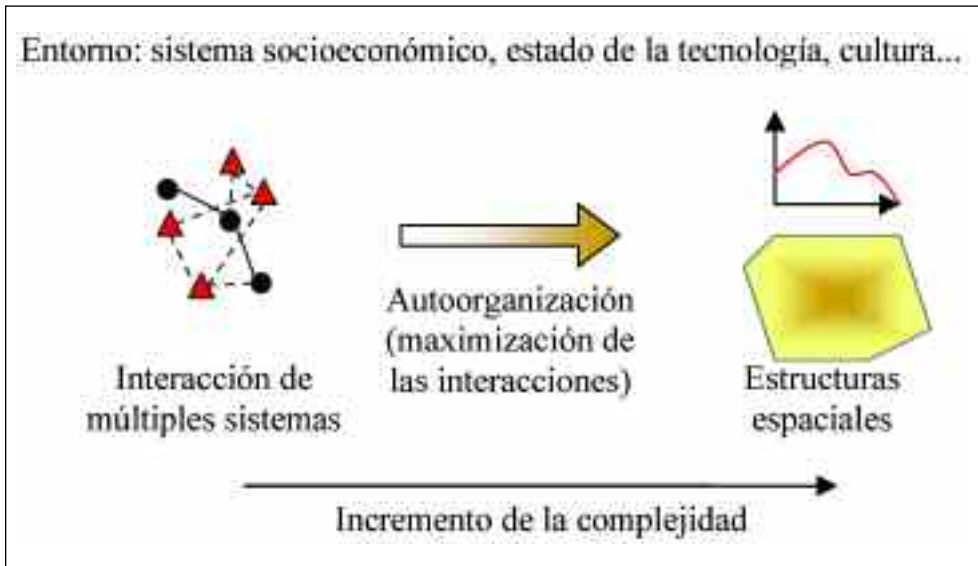 Entorno: sistema socioeconómico, estado de la tecnología, cultura...
Interacción de
múltiples sistemas
Autoorganización
(maximización de
las interacciones)
Estructuras
espaciales
Incremento de la complejidad